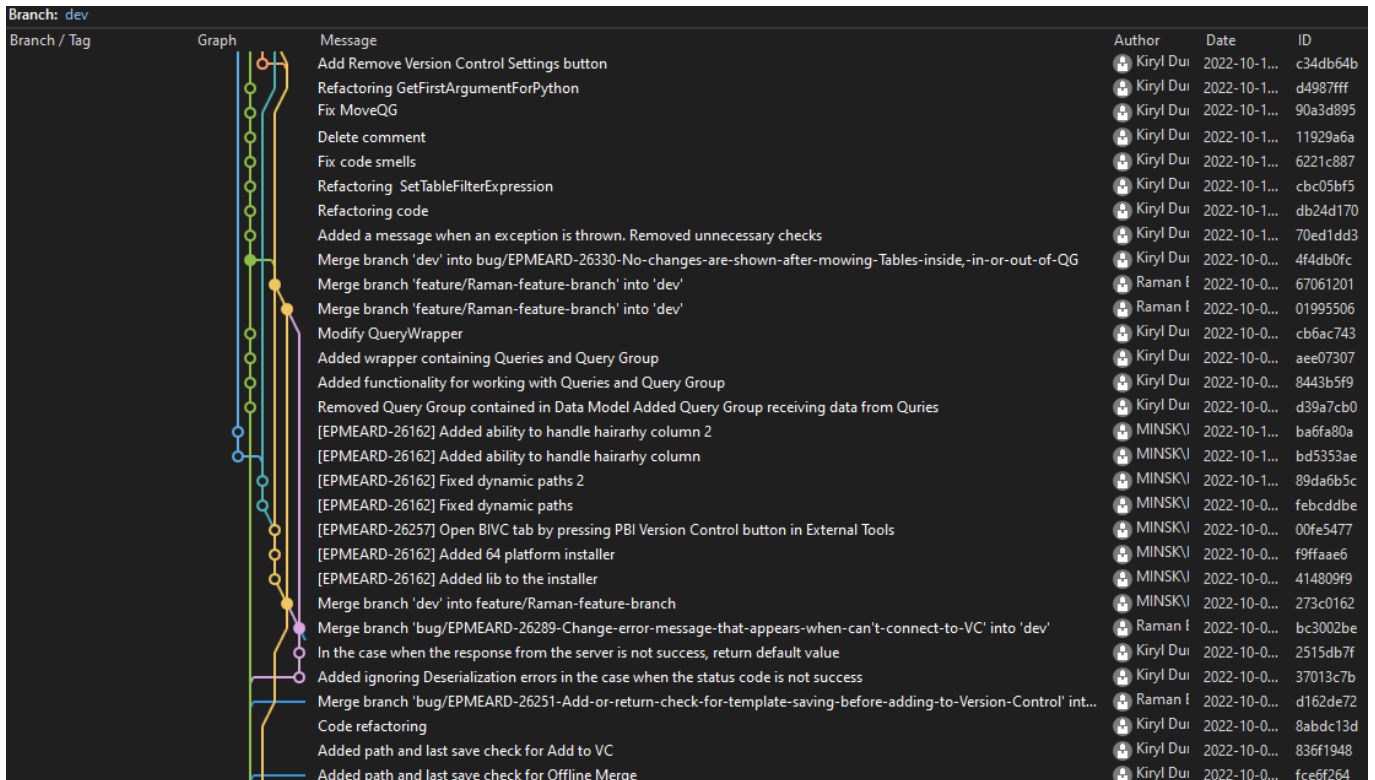 Branch: dev
Branch / Tag Graph Message Author Date ID
Add Remove Version Control Settings button Kiryl Du 2022-10-1... c34db64b
Refactoring GetFirstArgumentForPython Kiryl Du 2022-10-1... d4987fff
Fix MoveQG Kiryl Du 2022-10-1... 90a3d895
Delete comment Kiryl Du 2022-10-1... 11929a6a
Fix code smells Kiryl Du 2022-10-1... 6221c887
Refactoring  SetTableFilterExpression Kiryl Du 2022-10-1... cbc05bf5
Refactoring code Kiryl Du 2022-10-1... db24d170
Added a message when an exception is thrown. Removed unnecessary checks Kiryl Du 2022-10-1... 70ed1dd3
Merge branch 'dev' into bug/EPMEARD-26330-No-changes-are-shown-after-mowing-Tables-inside,-in-or-out-of-QG Kiryl Du 2022-10-0... 4f4db0fc
Merge branch 'feature/Raman-feature-branch' into 'dev' Raman 2022-10-0... 67061201
Merge branch 'feature/Raman-feature-branch' into 'dev' Raman 2022-10-0... 01995506
Modify QueryWrapper Kiryl Du 2022-10-0... cb6ac743
Added wrapper containing Queries and Query Group Kiryl Du 2022-10-0... aee07307
Added functionality for working with Queries and Query Group Kiryl Du 2022-10-0... 8443b5f9
Removed Query Group contained in Data Model Added Query Group receiving data from Quries Kiryl Du 2022-10-0... d39a7cb0
[EPMEARD-26162] Added ability to handle hairarhy column 2 MINSK\ 2022-10-1... ba6fa80a
[EPMEARD-26162] Added ability to handle hairarhy column MINSK\ 2022-10-1... bd5353ae
[EPMEARD-26162] Fixed dynamic paths 2 MINSK\ 2022-10-1... 89da6b5c
[EPMEARD-26162] Fixed dynamic paths MINSK\ 2022-10-0... febcddbe
[EPMEARD-26257] Open BIVC tab by pressing PBI Version Control button in External Tools MINSK\ 2022-10-0... 00fe5477
[EPMEARD-26162] Added 64 platform installer MINSK\ 2022-10-0... f9ffaae6
[EPMEARD-26162] Added lib to the installer MINSK\ 2022-10-0... 414809f9
Merge branch 'dev' into feature/Raman-feature-branch MINSK\ 2022-10-0... 273c0162
Merge branch 'bug/EPMEARD-26289-Change-error-message-that-appears-when-can't-connect-to-VC' into 'dev' Raman 2022-10-0... bc3002be
In the case when the response from the server is not success, return default value Kiryl Du 2022-10-0... 2515db7f
Added ignoring Deserialization errors in the case when the status code is not success Kiryl Du 2022-10-0... 37013c7b
Merge branch 'bug/EPMEARD-26251-Add-or-return-check-for-template-saving-before-adding-to-Version-Control' int... Raman 2022-10-0... d162de72
Code refactoring Kiryl Du 2022-10-0... 8abdc13d
Added path and last save check for Add to VC Kiryl Du 2022-10-0... 836f1948
Added path and last save check for Offline Merge Kiryl Du 2022-10-0... fce6f264